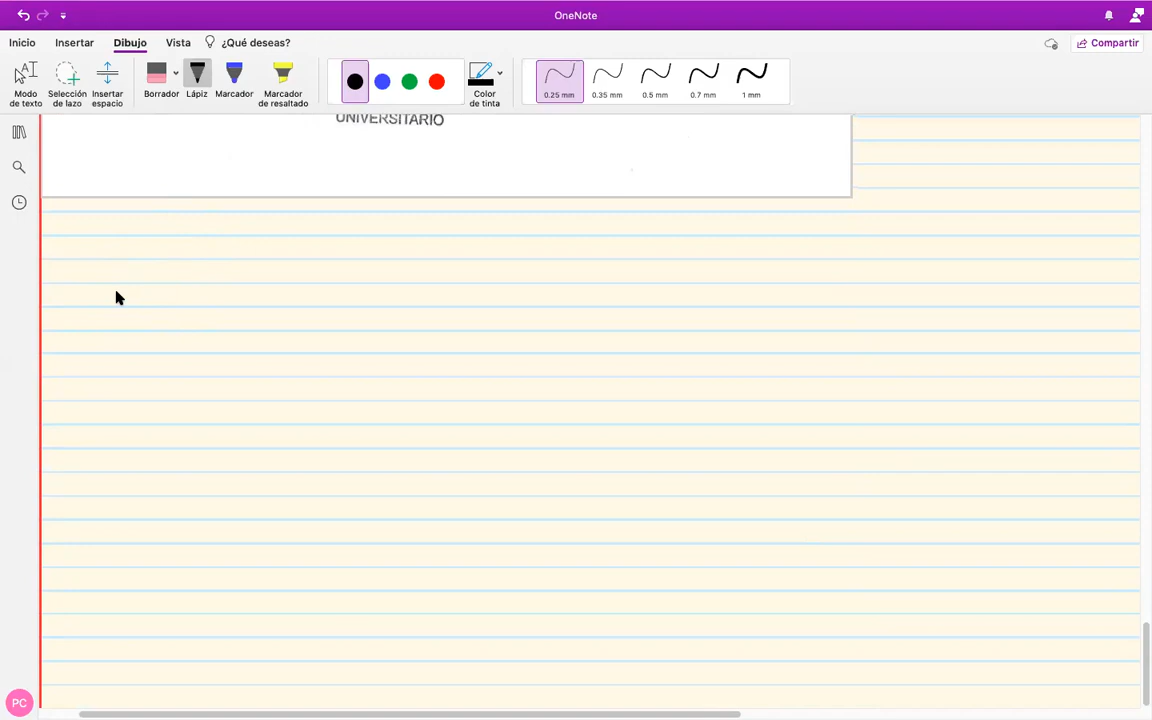 OneNote
Inicio Insertar Dibujo Vista ¿Qué deseas? Compartir
Modo de texto
Selección de lazo
Insertar espacio
Borrador
Lápiz
Marcador
Marcador de resaltado
Color de tinta
0.25 mm
0.35 mm
0.5 mm
0.7 mm
1 mm
UNIVERSITARIO
PC